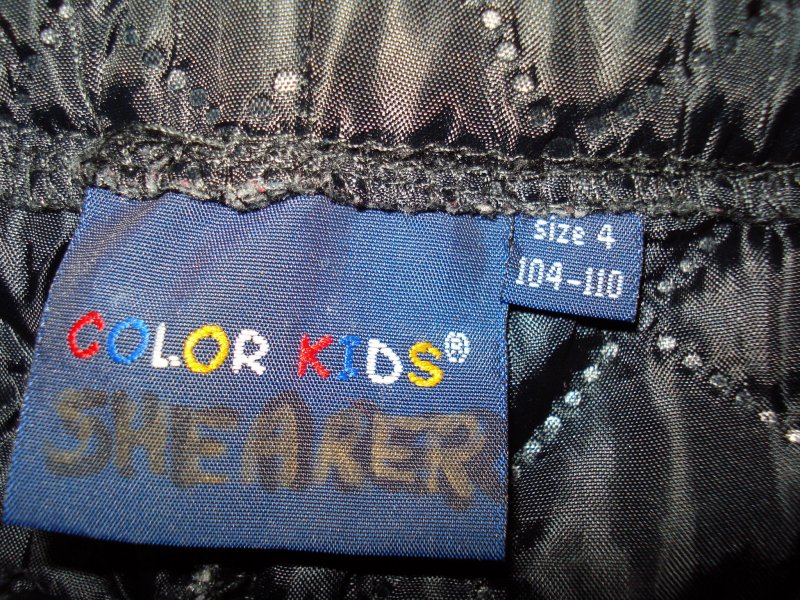 COLOR KIDS®
SHEARER
size 4
104-110